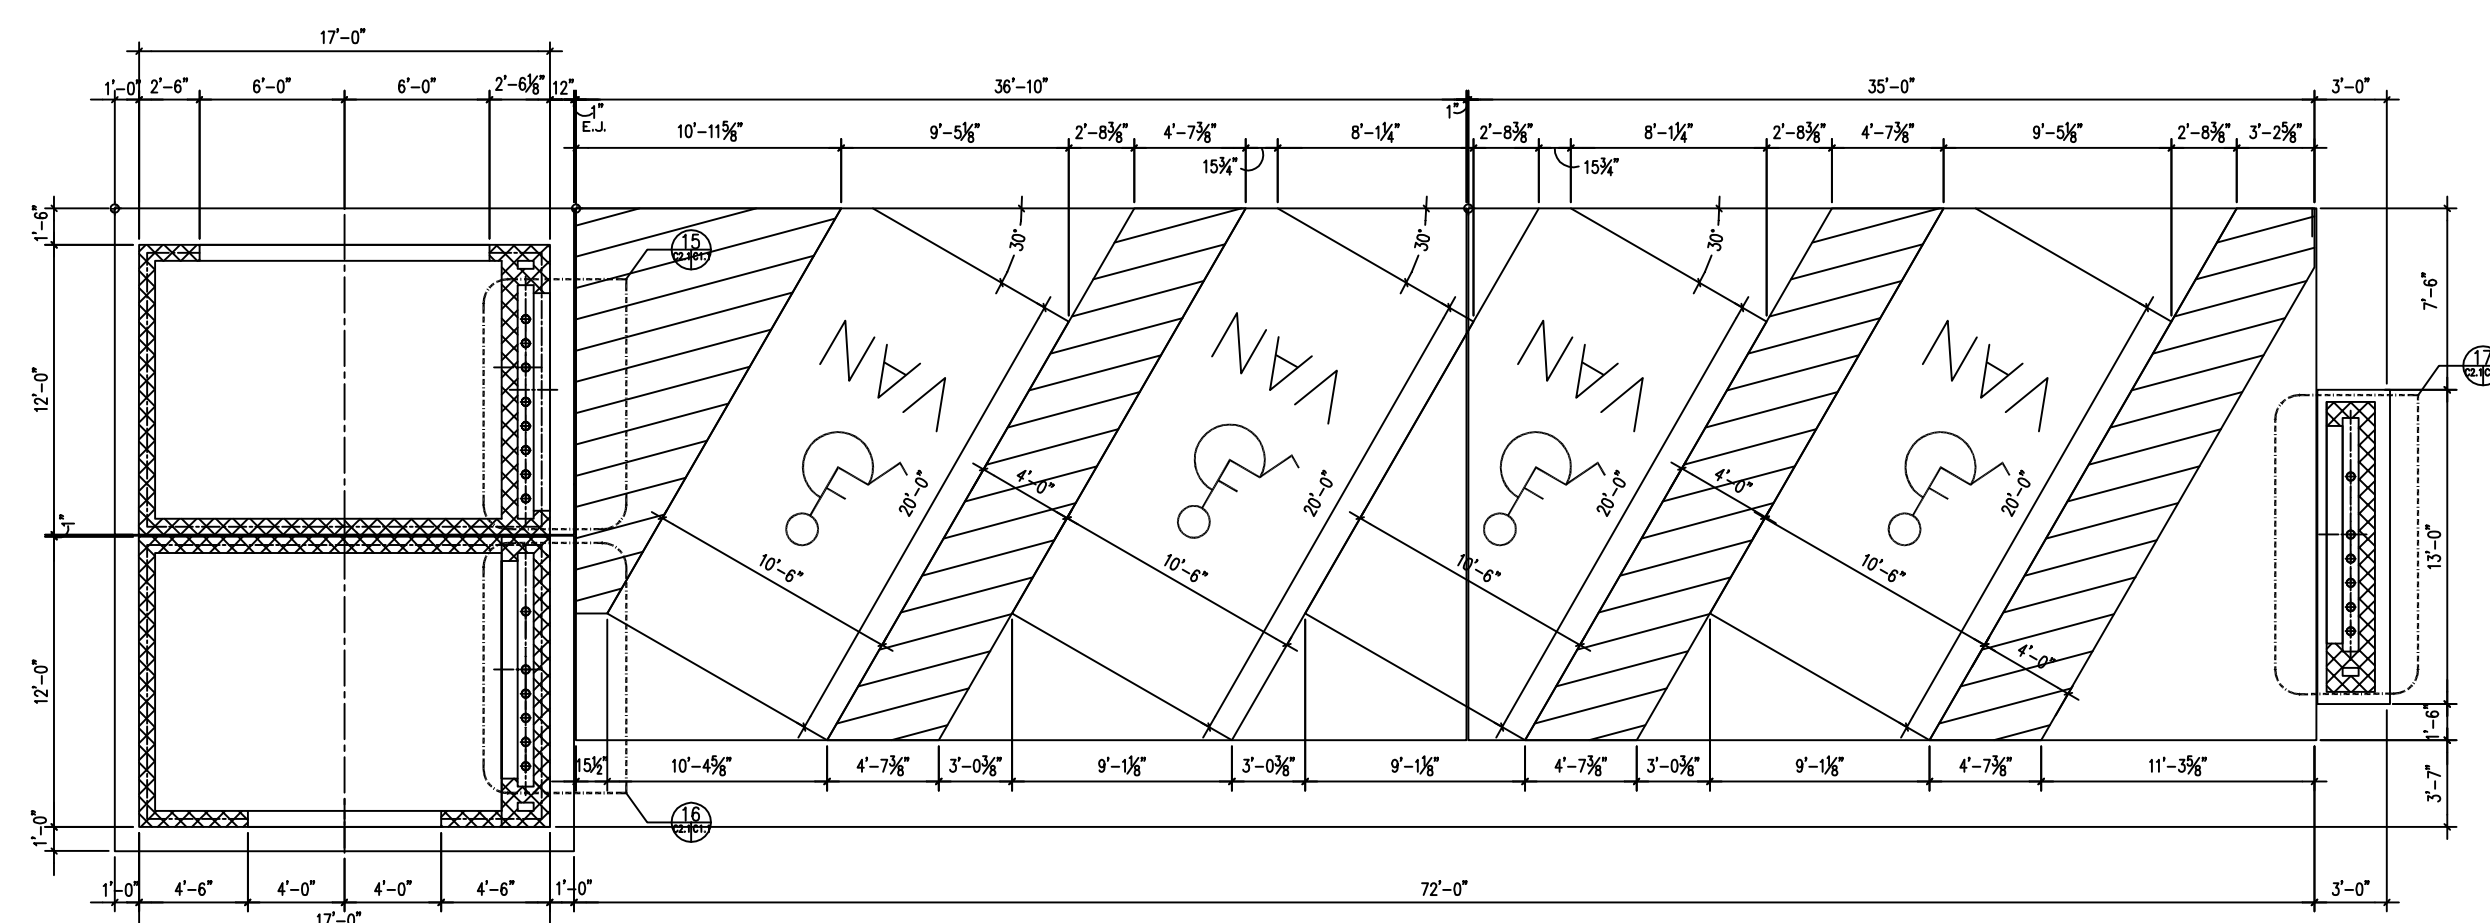 17'-0"
1'-0" 2'-6" 6'-0" 6'-0" 2'-6⅛" 12" 36'-10" 35'-0" 3'-0"
1" 1"
E.J.
10'-11⅝" 9'-5⅛" 2'-8⅜" 4'-7⅜" 8'-1¼" 2'-8⅜" 8'-1¼" 2'-8⅜" 4'-7⅜" 9'-5⅛" 2'-8⅜" 3'-2⅝"
15¾" 15¾"
1'-6"
30° 30° 30°
15
C2.1
7'-6"
VAN VAN VAN VAN
17
C2.1
12'-0"
4'-0" 4'-0"
20'-0" 20'-0" 20'-0" 20'-0"
1"
13'-0"
10'-6" 10'-6" 10'-6" 10'-6"
4'-0"
12'-0"
1'-6"
15½" 10'-4⅝" 4'-7⅜" 3'-0⅜" 9'-1⅛" 3'-0⅜" 9'-1⅛" 4'-7⅜" 3'-0⅜" 9'-1⅛" 4'-7⅜" 11'-3⅝"
3'-7"
16
C2.1
1'-0"
1'-0" 4'-6" 4'-0" 4'-0" 4'-6" 1'-0" 72'-0" 3'-0"
17'-0"